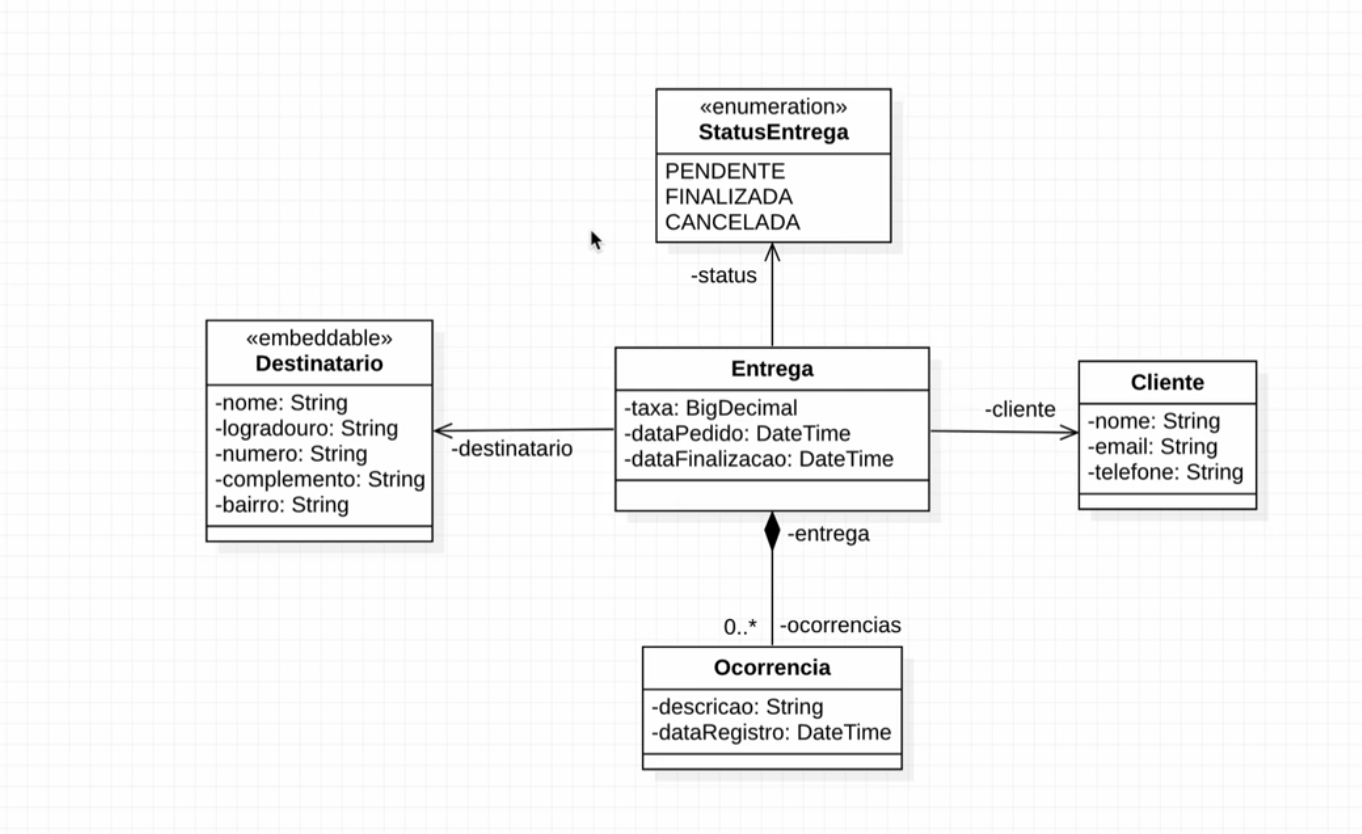 «enumeration»
StatusEntrega
PENDENTE
FINALIZADA
CANCELADA
-status
«embeddable»
Destinatario
-nome: String
-logradouro: String
-numero: String
-complemento: String
-bairro: String
-destinatario
Entrega
-taxa: BigDecimal
-dataPedido: DateTime
-dataFinalizacao: DateTime
-cliente
Cliente
-nome: String
-email: String
-telefone: String
-entrega
0..* -ocorrencias
Ocorrencia
-descricao: String
-dataRegistro: DateTime